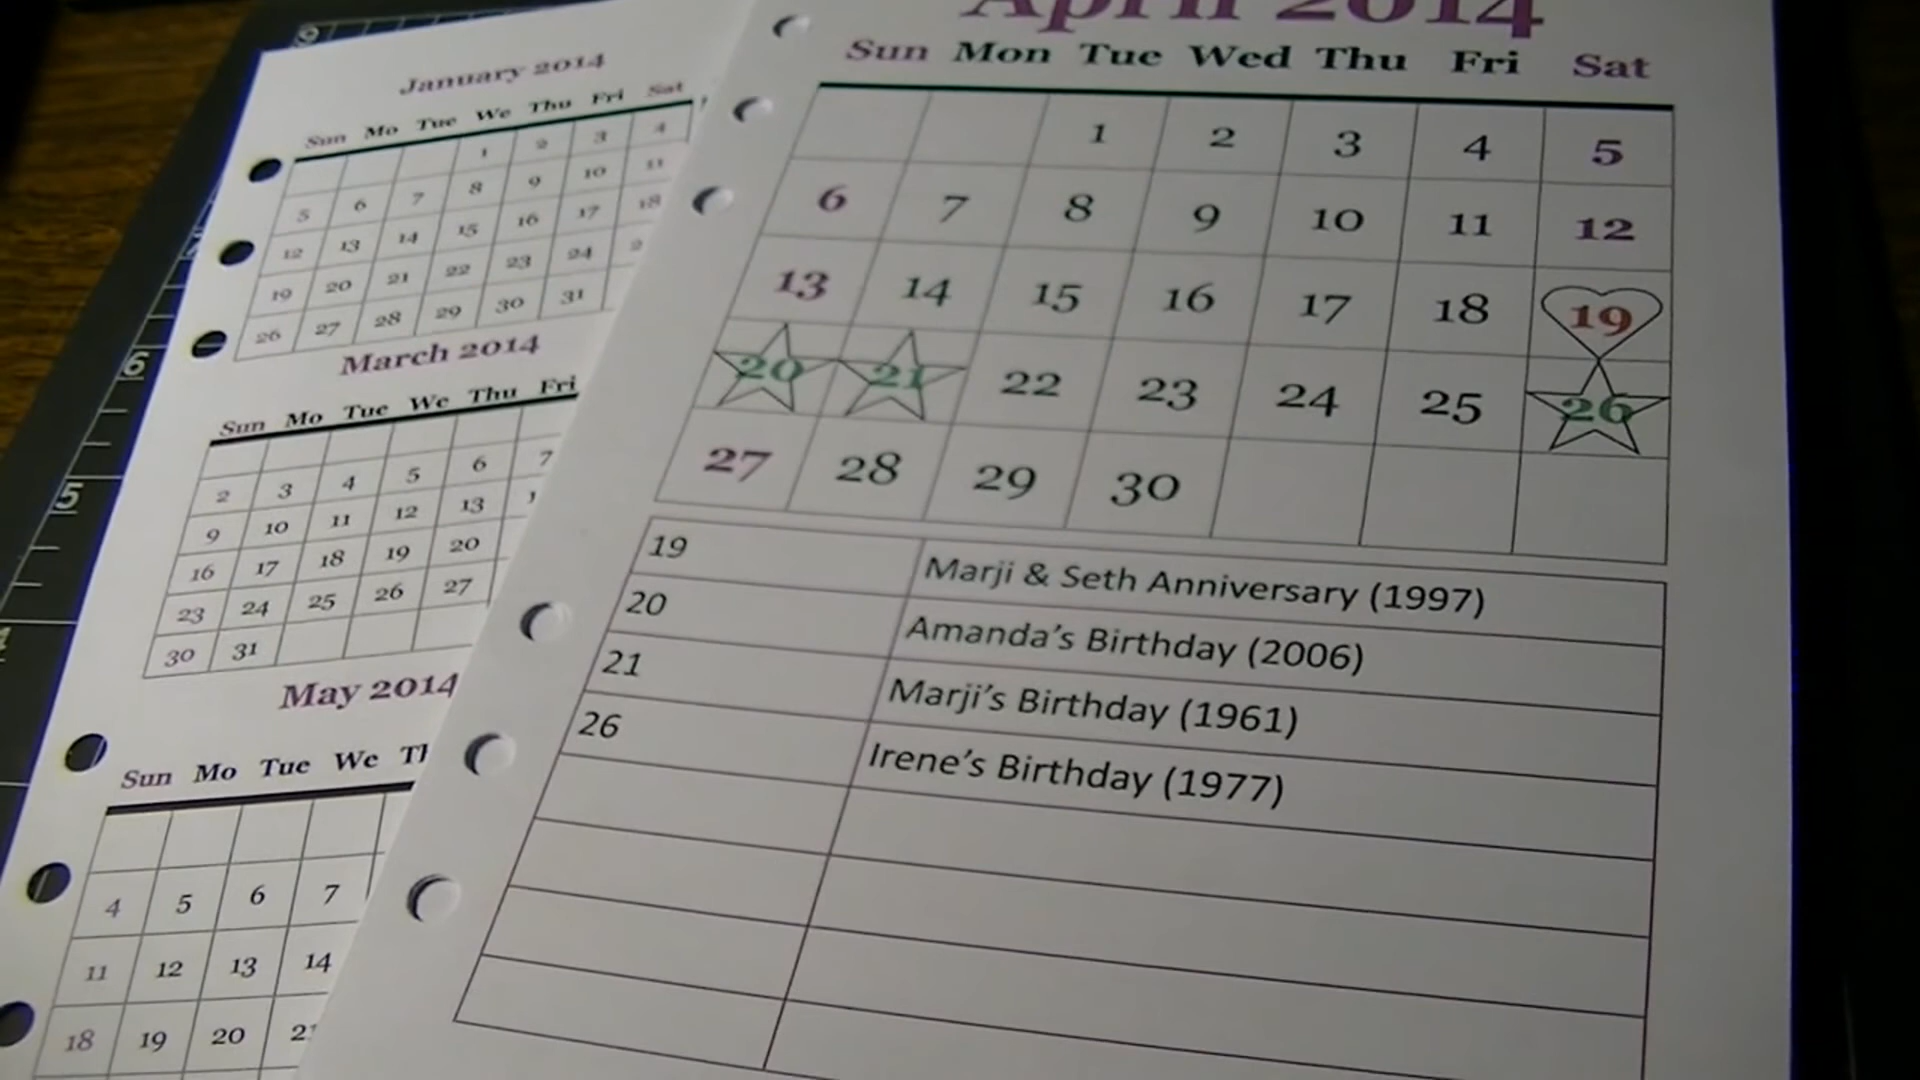 January 2014
Sun Mo Tue We Thu Fri Sat
1 2 3 4
5 6 7 8 9 10 11
12 13 14 15 16 17 18
19 20 21 22 23 24
26 27 28 29 30 31
March 2014
Sun Mo Tue We Thu Fri
2 3 4 5 6 7
9 10 11 12 13
16 17 18 19 20
23 24 25 26 27
30 31
May 2014
Sun Mo Tue We
4 5 6 7
11 12 13 14
18 19 20 21
April 2014
Sun Mon Tue Wed Thu Fri Sat
1 2 3 4 5
6 7 8 9 10 11 12
13 14 15 16 17 18 19
20 21 22 23 24 25 26
27 28 29 30
19 Marji & Seth Anniversary (1997)
20 Amanda's Birthday (2006)
21 Marji's Birthday (1961)
26 Irene's Birthday (1977)
6
5